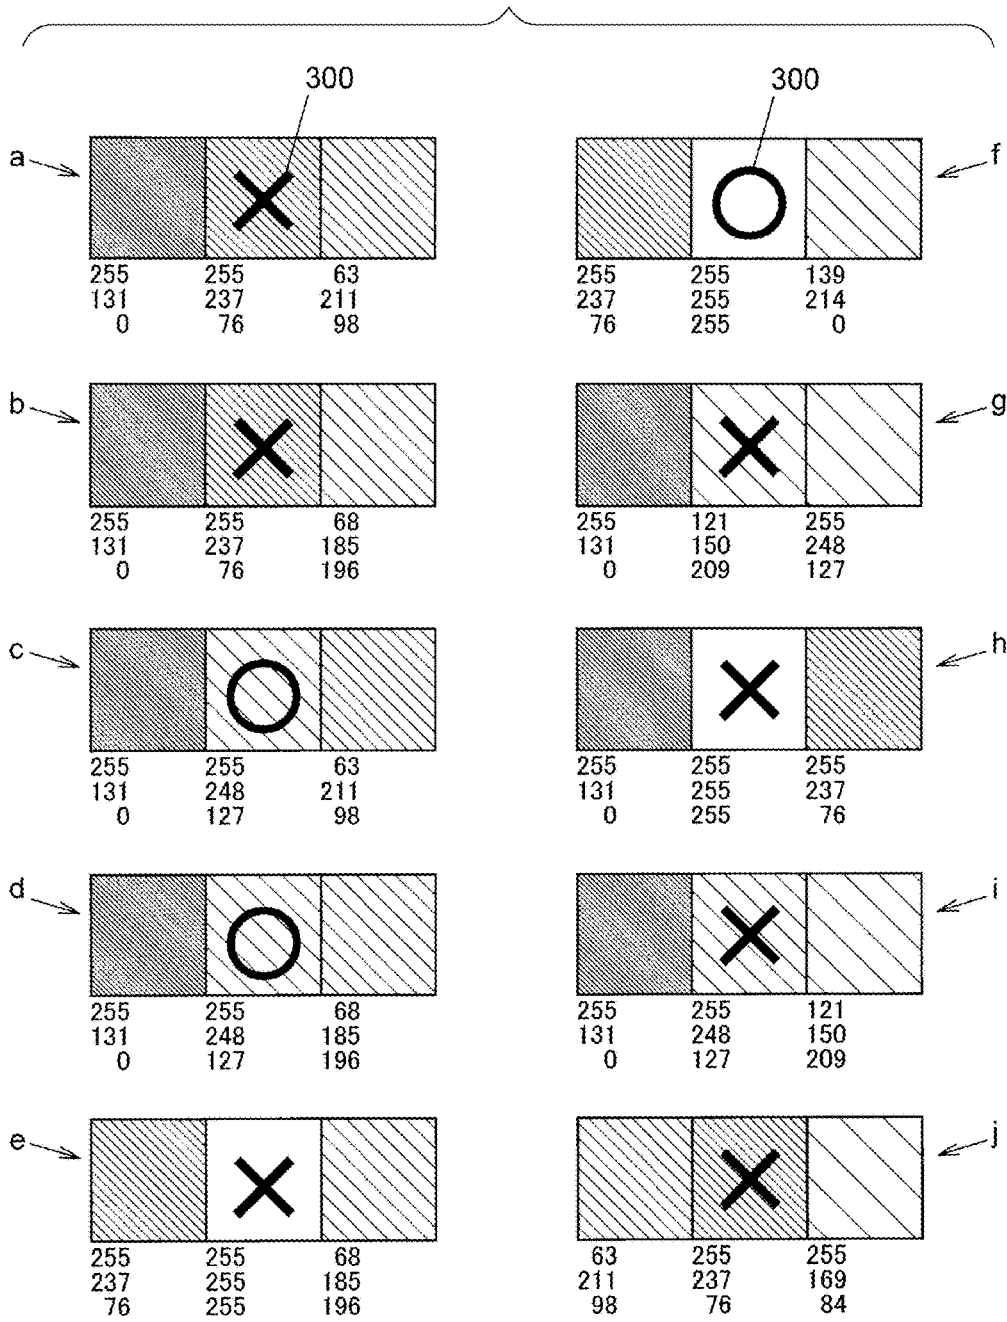 300 300
a f
255 255 63 255 255 139
131 237 211 237 255 214
0 76 98 76 255 0
b g
255 255 68 255 121 255
131 237 185 131 150 248
0 76 196 0 209 127
c h
255 255 63 255 255 255
131 248 211 131 255 237
0 127 98 0 255 76
d i
255 255 68 255 255 121
131 248 185 131 248 150
0 127 196 0 127 209
e j
255 255 68 63 255 255
237 255 185 211 237 169
76 255 196 98 76 84